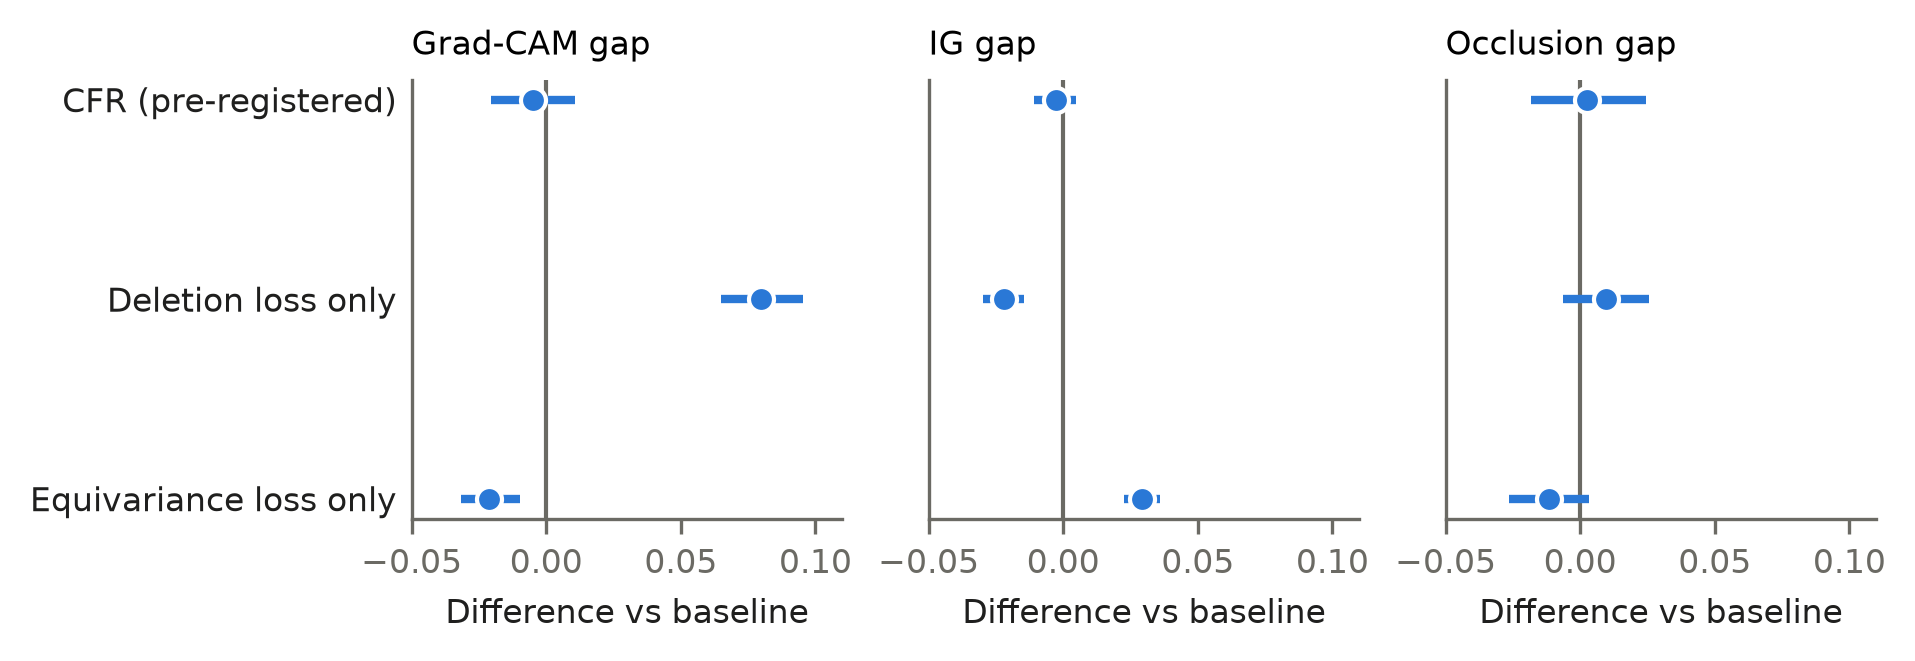 Grad-CAM gap
IG gap
Occlusion gap
CFR (pre-registered)
Deletion loss only
Equivariance loss only
−0.05 0.00 0.05 0.10
−0.05 0.00 0.05 0.10
−0.05 0.00 0.05 0.10
Difference vs baseline
Difference vs baseline
Difference vs baseline